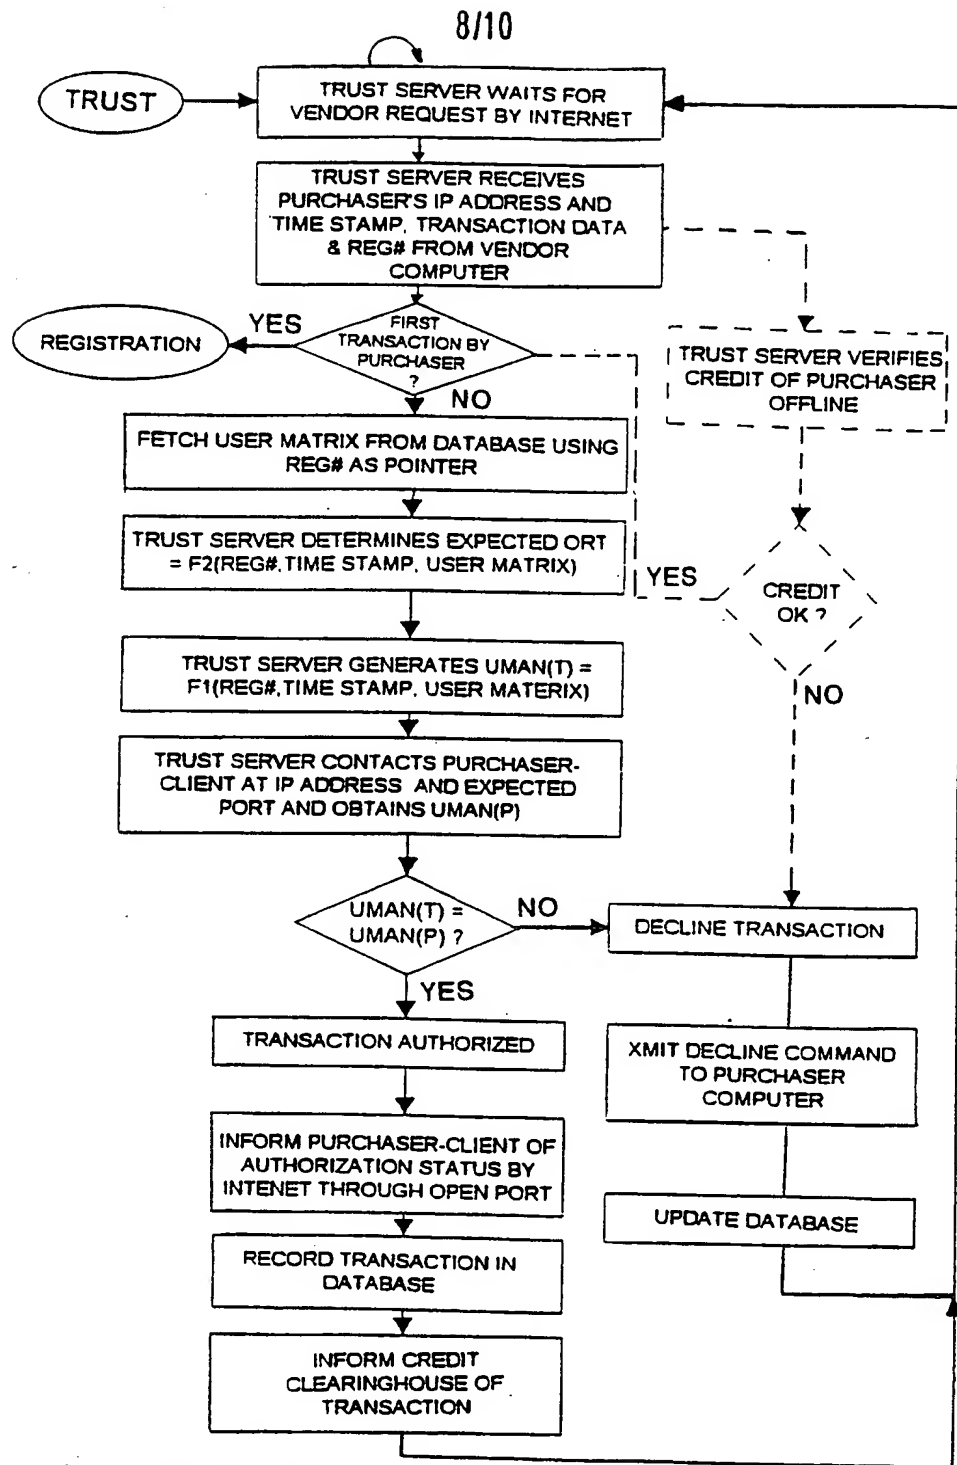 8/10
TRUST
TRUST SERVER WAITS FOR
VENDOR REQUEST BY INTERNET
TRUST SERVER RECEIVES
PURCHASER'S IP ADDRESS AND
TIME STAMP, TRANSACTION DATA
& REG# FROM VENDOR
COMPUTER
REGISTRATION
YES
FIRST
TRANSACTION BY
PURCHASER
?
NO
TRUST SERVER VERIFIES
CREDIT OF PURCHASER
OFFLINE
FETCH USER MATRIX FROM DATABASE USING
REG# AS POINTER
TRUST SERVER DETERMINES EXPECTED ORT
= F2(REG#,TIME STAMP, USER MATRIX)
YES
CREDIT
OK ?
NO
TRUST SERVER GENERATES UMAN(T) =
F1(REG#,TIME STAMP, USER MATERIX)
TRUST SERVER CONTACTS PURCHASER-
CLIENT AT IP ADDRESS AND EXPECTED
PORT AND OBTAINS UMAN(P)
UMAN(T) =
UMAN(P) ?
NO
DECLINE TRANSACTION
YES
TRANSACTION AUTHORIZED
XMIT DECLINE COMMAND
TO PURCHASER
COMPUTER
INFORM PURCHASER-CLIENT OF
AUTHORIZATION STATUS BY
INTENET THROUGH OPEN PORT
UPDATE DATABASE
RECORD TRANSACTION IN
DATABASE
INFORM CREDIT
CLEARINGHOUSE OF
TRANSACTION